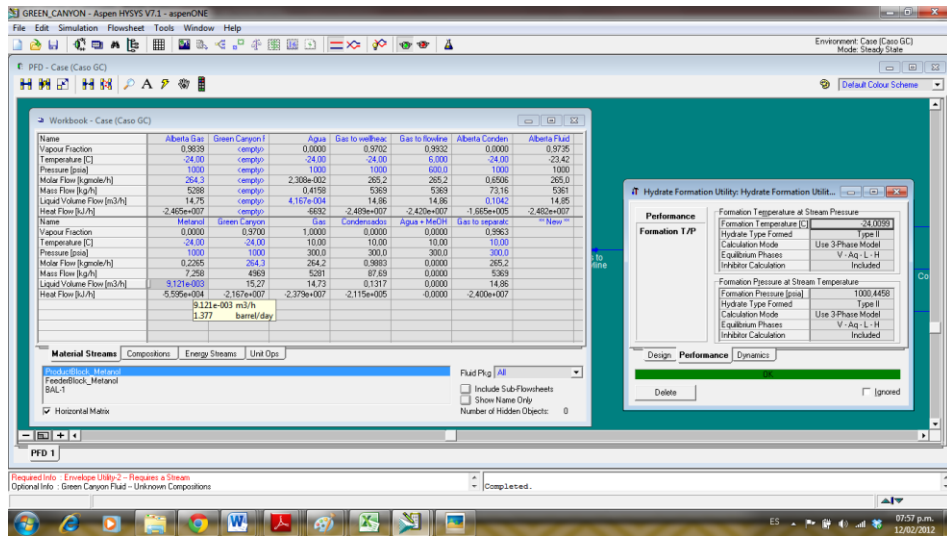 GREEN_CANYON - Aspen HYSYS V7.1 - aspenONE
File Edit Simulation Flowsheet Tools Window Help
Environment: Case (Caso GC)
Mode: Steady State
PFD - Case (Caso GC)
Default Colour Scheme
Workbook - Case (Caso GC)
Name Alberta Gas Green Canyon F Agua Gas to wellheac Gas to flowline Alberta Conden Alberta Fluid
Vapour Fraction 0,9839 <empty> 0,0000 0,9702 0,9932 0,0000 0,9735
Temperature [C] -24,00 <empty> -24,00 -24,00 6,000 -24,00 -23,42
Pressure [psia] 1000 <empty> 1000 1000 600,0 1000 1000
Molar Flow [kgmole/h] 264,3 <empty> 2,308e-002 265,2 265,2 0,6506 265,0
Mass Flow [kg/h] 5288 <empty> 0,4158 5369 5369 73,16 5361
Liquid Volume Flow [m3/h] 14,75 <empty> 4,167e-004 14,86 14,86 0,1042 14,85
Heat Flow [kJ/h] -2,465e+007 <empty> -6692 -2,489e+007 -2,420e+007 -1,665e+005 -2,482e+007
Name Metanol Green Canyon Gas Condensados Agua + MeOH Gas to separatc ** New **
Vapour Fraction 0,0000 0,9700 1,0000 0,0000 0,0000 0,9963
Temperature [C] -24,00 -24,00 10,00 10,00 10,00 10,00
Pressure [psia] 1000 1000 300,0 300,0 300,0 300,0
Molar Flow [kgmole/h] 0,2265 264,3 264,2 0,9883 0,0000 265,2
Mass Flow [kg/h] 7,258 4969 5281 87,69 0,0000 5369
Liquid Volume Flow [m3/h] 9,121e-003 15,27 14,73 0,1317 0,0000 14,86
Heat Flow [kJ/h] -5,595e+004 -2,167e+007 -2,379e+007 -2,115e+005 -0,0000 -2,400e+007
9.121e-003 m3/h
1.377 barrel/day
Material Streams Compositions Energy Streams Unit Ops
ProductBlock_Metanol
FeederBlock_Metanol
BAL-1
Fluid Pkg All
Include Sub-Flowsheets
Show Name Only
Number of Hidden Objects: 0
Horizontal Matrix
s to
Co
Hydrate Formation Utility: Hydrate Formation Utilit...
Performance
Formation T/P
Formation Temperature at Stream Pressure
Formation Temperature [C] -24,0099
Hydrate Type Formed Type II
Calculation Mode Use 3-Phase Model
Equilibrium Phases V - Aq - L - H
Inhibitor Calculation Included
Formation Pressure at Stream Temperature
Formation Pressure [psia] 1000,4458
Hydrate Type Formed Type II
Calculation Mode Use 3-Phase Model
Equilibrium Phases V - Aq - L - H
Inhibitor Calculation Included
Design Performance Dynamics
OK
Delete
Ignored
PFD 1
Required Info : Envelope Utility-2 -- Requires a Stream
Optional Info : Green Canyon Fluid -- Unknown Compositions
Completed.
ES
07:57 p.m.
12/02/2012